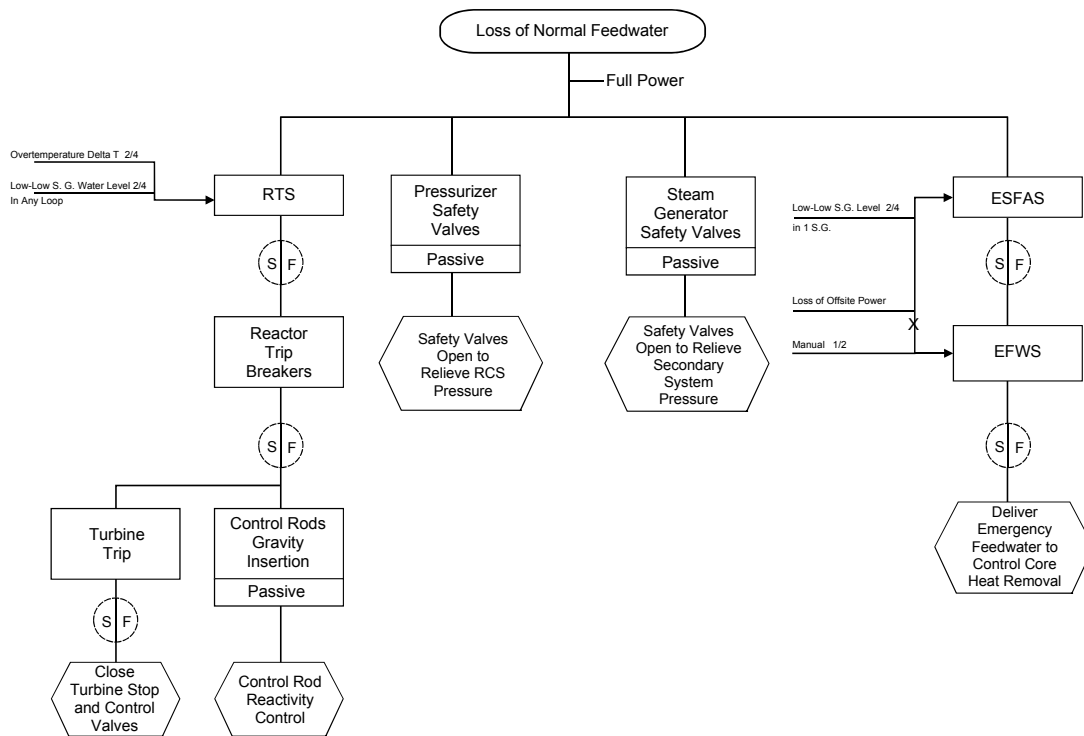 Loss of Normal Feedwater
Full Power
Overtemperature Delta T 2/4
Low-Low S. G. Water Level 2/4
In Any Loop
RTS
Pressurizer
Safety
Valves
Passive
Steam
Generator
Safety Valves
Passive
Low-Low S.G. Level 2/4
in 1 S.G.
ESFAS
S F
S F
Loss of Offsite Power
X
Manual 1/2
EFWS
Reactor
Trip
Breakers
Safety Valves
Open to
Relieve RCS
Pressure
Safety Valves
Open to Relieve
Secondary
System
Pressure
S F
S F
Turbine
Trip
Control Rods
Gravity
Insertion
Passive
Deliver
Emergency
Feedwater to
Control Core
Heat Removal
S F
Close
Turbine Stop
and Control
Valves
Control Rod
Reactivity
Control